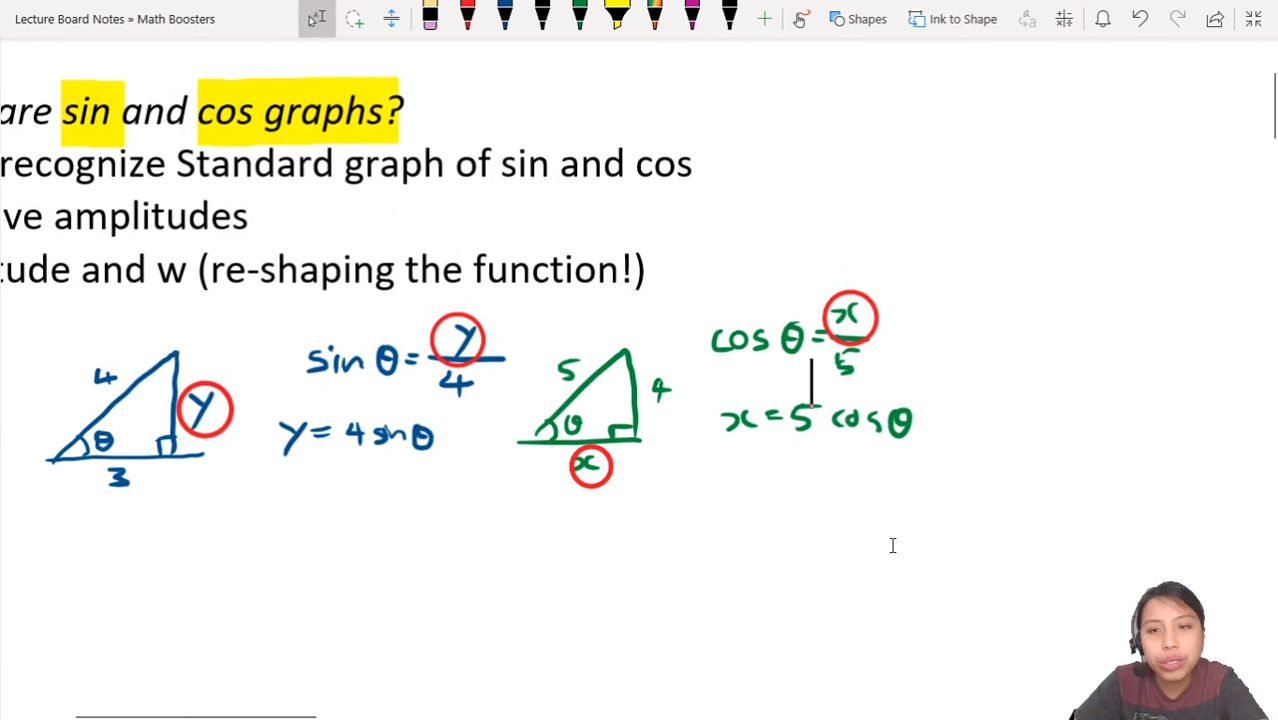 Lecture Board Notes » Math Boosters
Shapes
Ink to Shape
are sin and cos graphs?
recognize Standard graph of sin and cos
ve amplitudes
tude and w (re-shaping the function!)
4
y
θ
3
sin θ = y/4
y = 4 sin θ
5
4
θ
x
cos θ = x/5
x = 5 cos θ